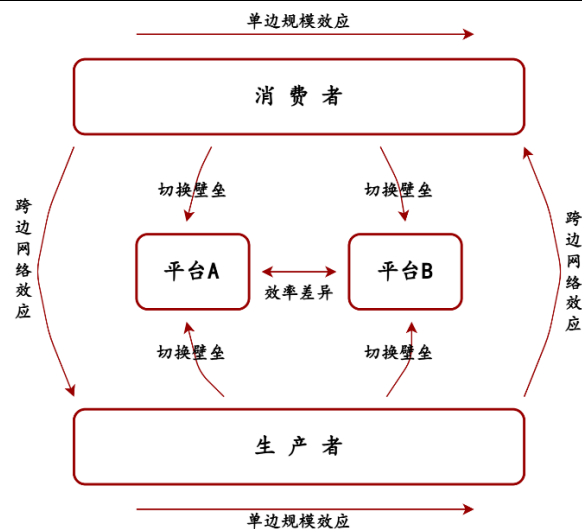 单边规模效应
消费者
切换壁垒
切换壁垒
跨边网络效应
平台A
效率差异
平台B
跨边网络效应
切换壁垒
切换壁垒
生产者
单边规模效应